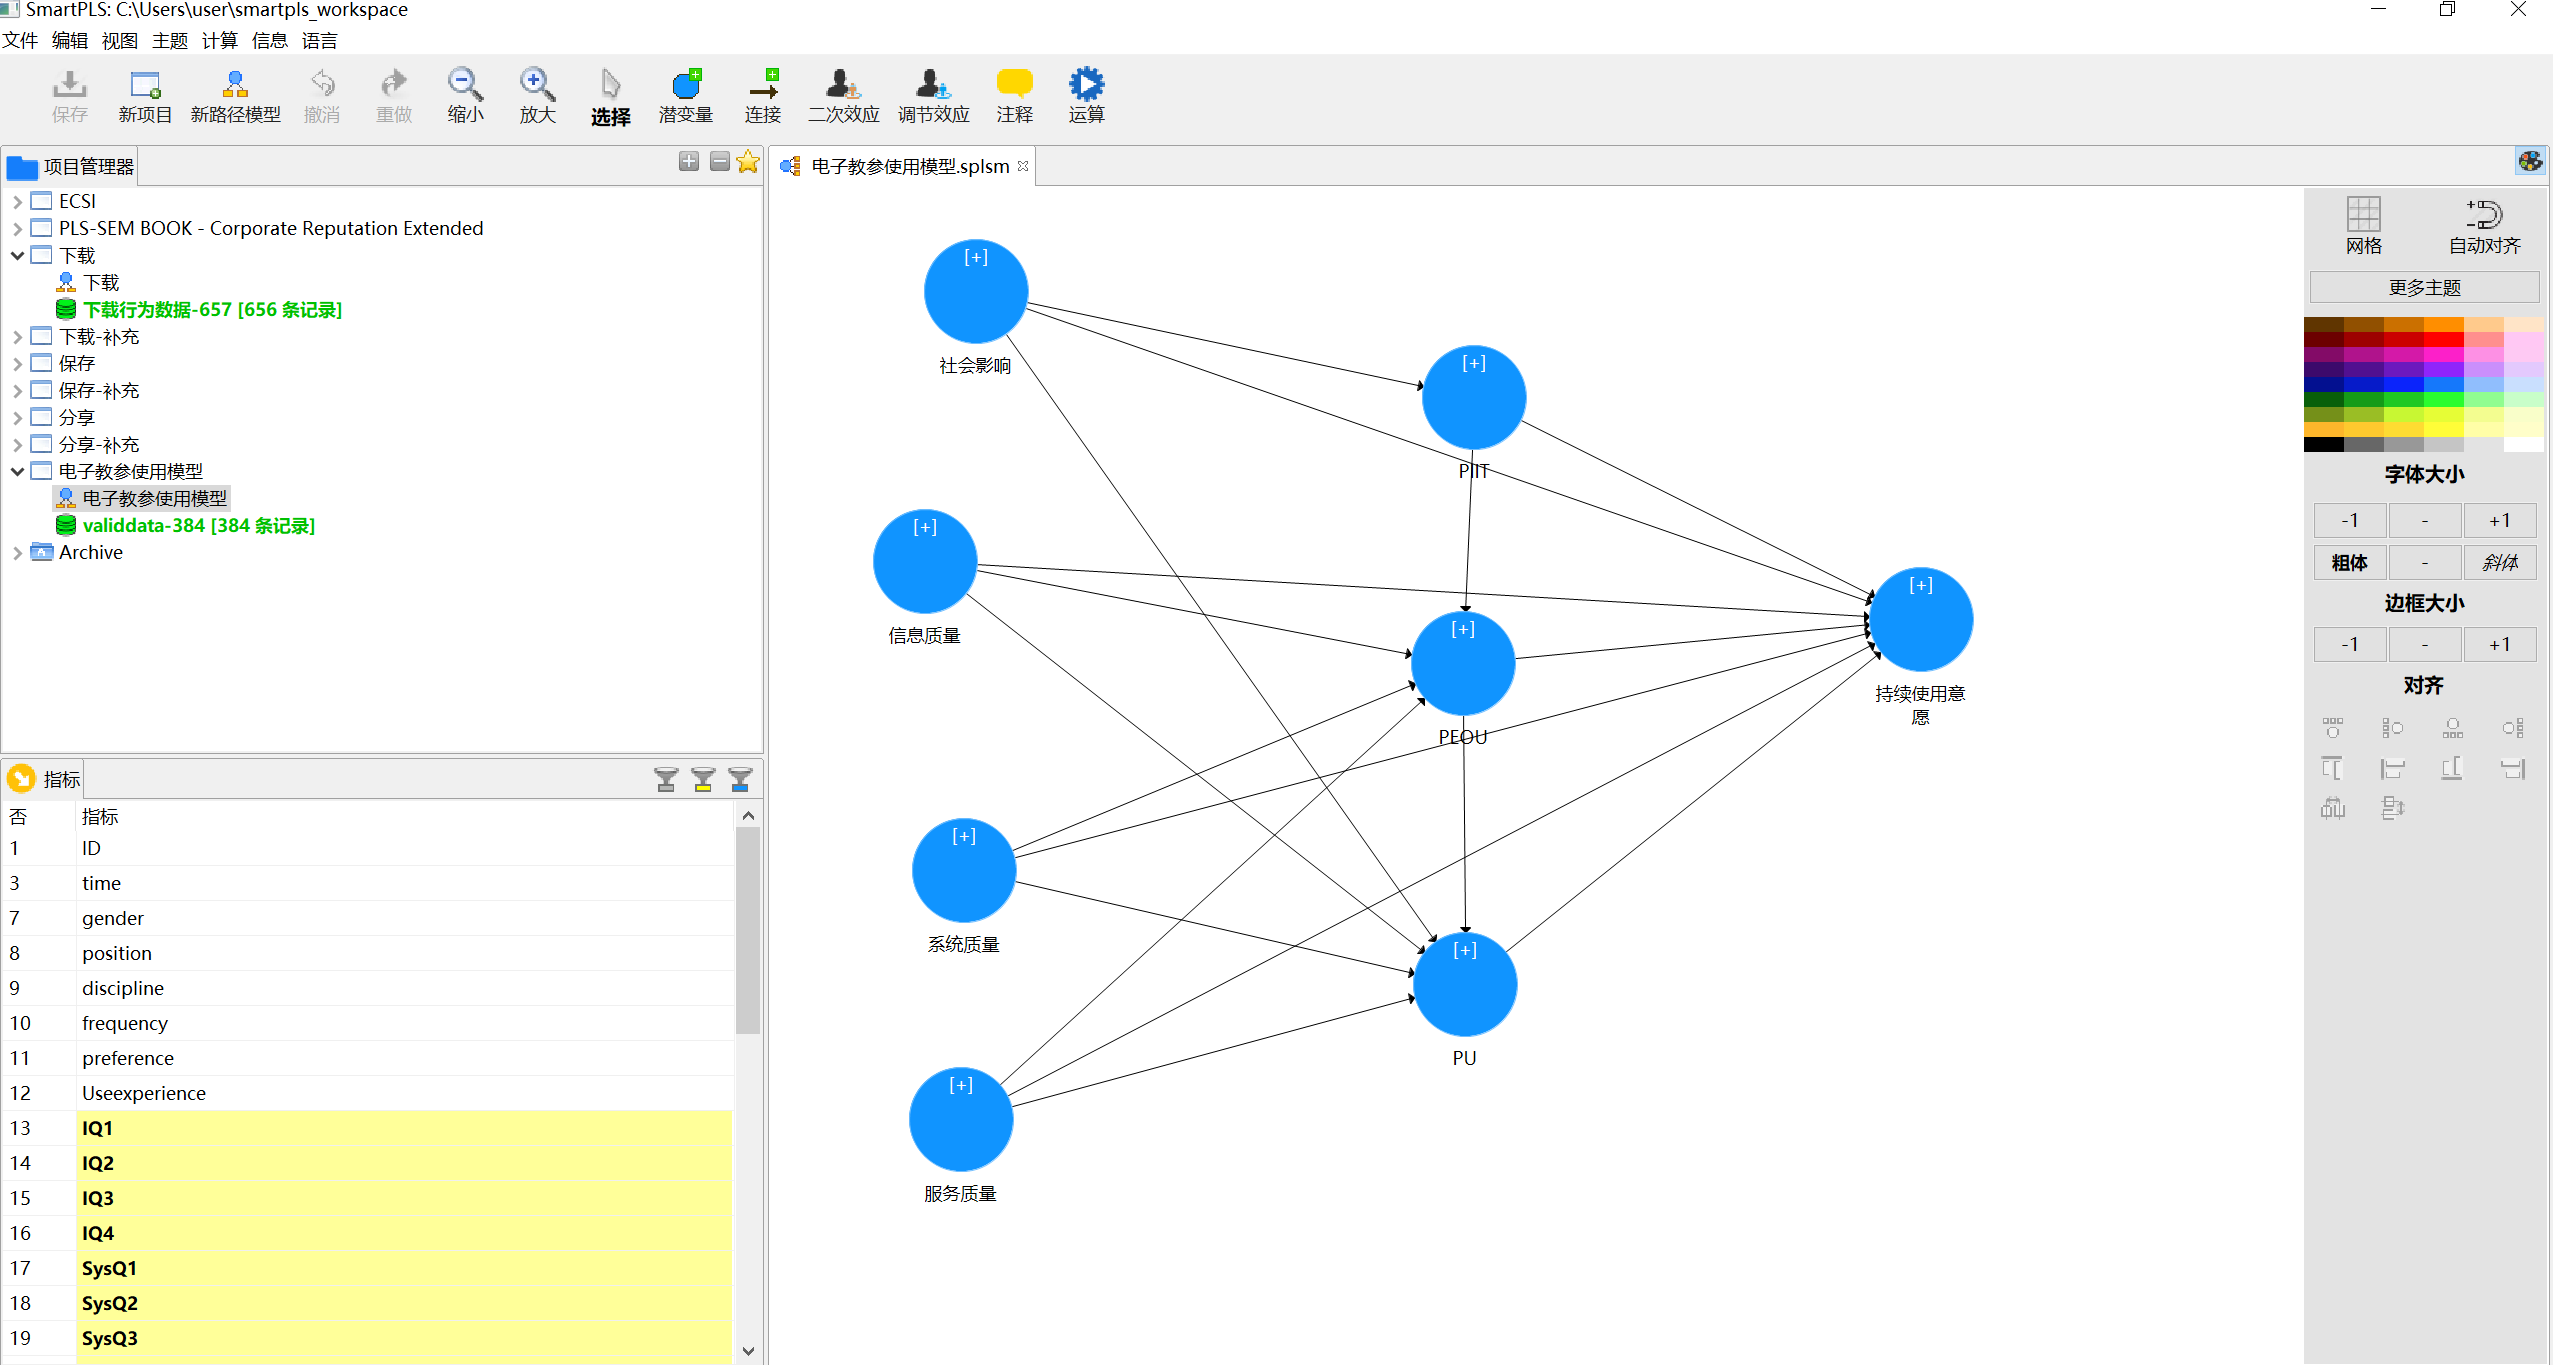 SmartPLS: C:\Users\user\smartpls_workspace
文件 编辑 视图 主题 计算 信息 语言
保存 新项目 新路径模型 撤消 重做 缩小 放大 选择 潜变量 连接 二次效应 调节效应 注释 运算
项目管理器
ECSI
PLS-SEM BOOK - Corporate Reputation Extended
下载
下载
下载行为数据-657 [656 条记录]
下载-补充
保存
保存-补充
分享
分享-补充
电子教参使用模型
电子教参使用模型
validdata-384 [384 条记录]
Archive
指标
否 指标
1 ID
3 time
7 gender
8 position
9 discipline
10 frequency
11 preference
12 Useexperience
13 IQ1
14 IQ2
15 IQ3
16 IQ4
17 SysQ1
18 SysQ2
19 SysQ3
电子教参使用模型.splsm
[+]
社会影响
[+]
PIIT
[+]
信息质量
[+]
PEOU
[+]
持续使用意
愿
[+]
系统质量
[+]
PU
[+]
服务质量
网格 自动对齐
更多主题
字体大小
-1 - +1
粗体 - 斜体
边框大小
-1 - +1
对齐